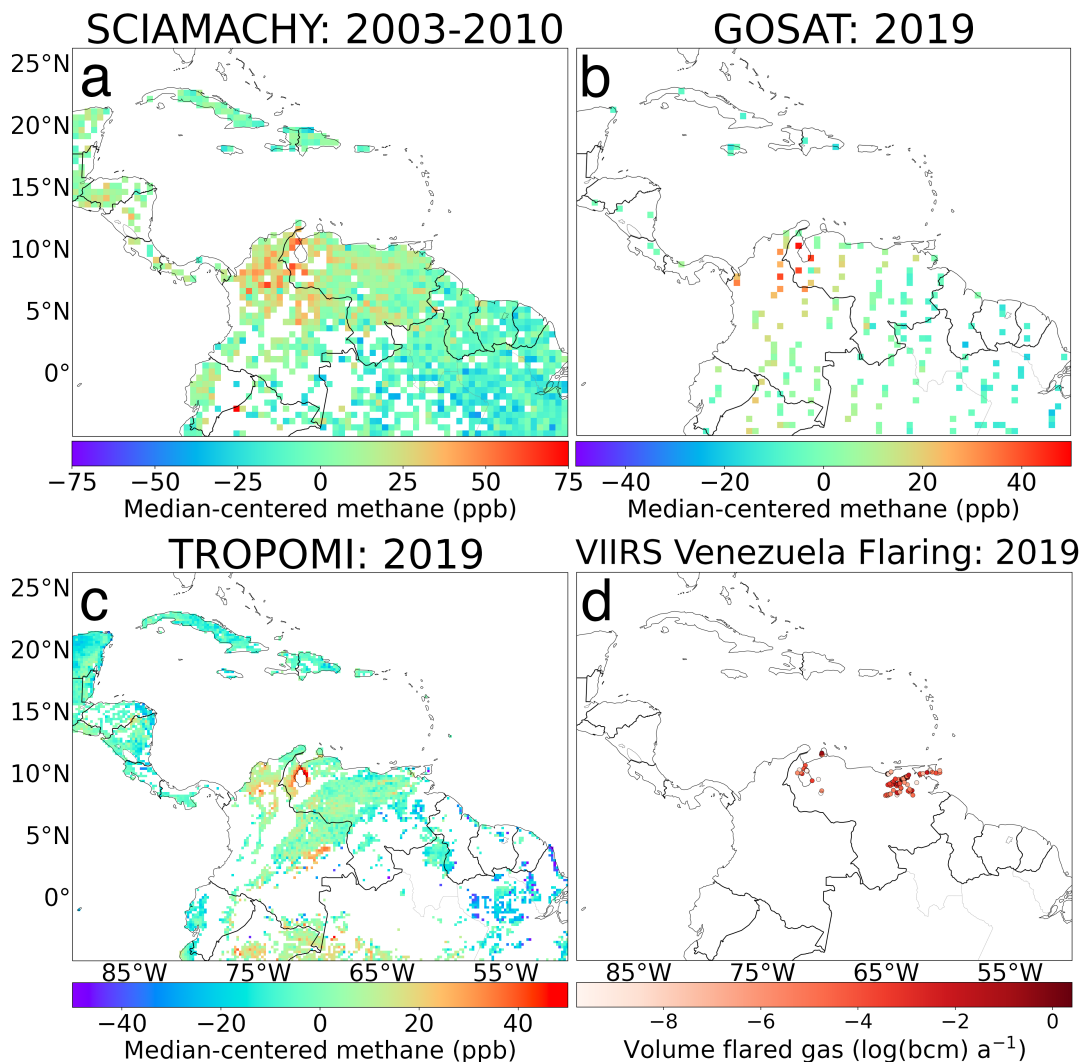 SCIAMACHY: 2003-2010
GOSAT: 2019
25°N
20°N
15°N
10°N
5°N
0°
a
b
−75 −50 −25 0 25 50 75
Median-centered methane (ppb)
−40 −20 0 20 40
Median-centered methane (ppb)
TROPOMI: 2019
VIIRS Venezuela Flaring: 2019
25°N
20°N
15°N
10°N
5°N
0°
c
d
85°W 75°W 65°W 55°W
85°W 75°W 65°W 55°W
−40 −20 0 20 40
Median-centered methane (ppb)
−8 −6 −4 −2 0
Volume flared gas (log(bcm) a⁻¹)